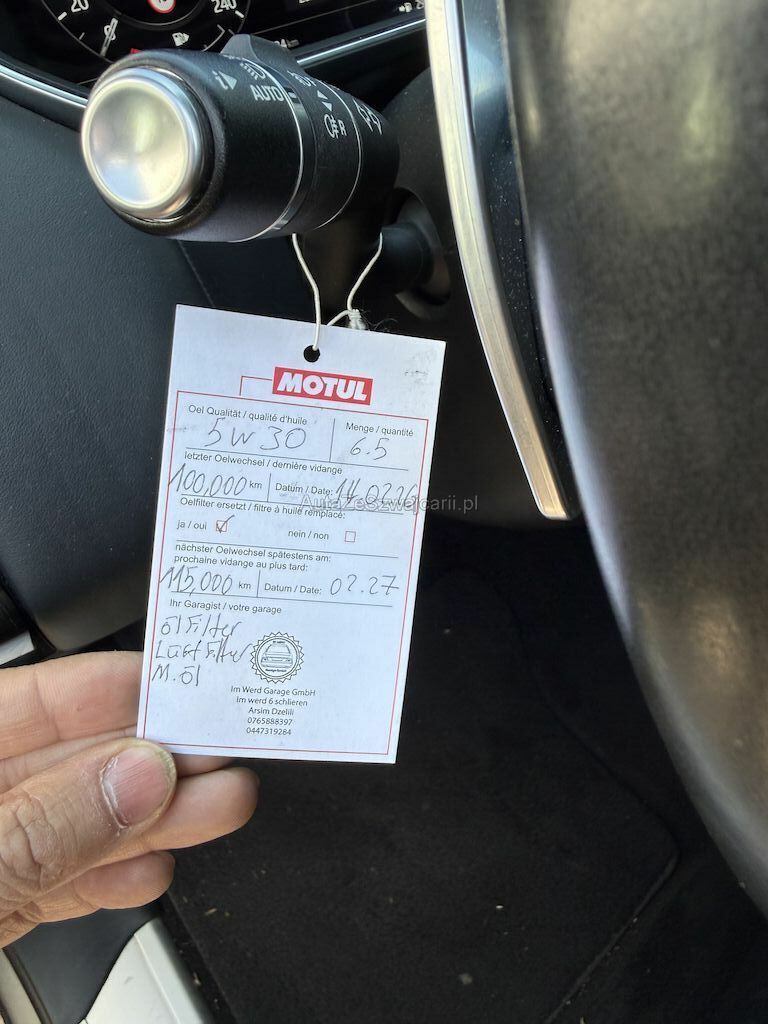 20
240
AUTO
R
MOTUL
Oel Qualität / qualité d'huile
Menge / quantité
5W30
6.5
letzter Oelwechsel / dernière vidange
100,000 km
Datum / Date: 14.02.26
AutaZeSzwajcarii.pl
Oelfilter ersetzt / filtre à huile remplacé:
ja / oui
nein / non
nächster Oelwechsel spätestens am:
prochaine vidange au plus tard:
115,000 km
Datum / Date: 02.27
Ihr Garagist / votre garage
öl Filter
Luft Filter
M. öl
Im Werd Garage GmbH
Im werd 6 schlieren
Arsim Dzelili
0765888397
0447319284